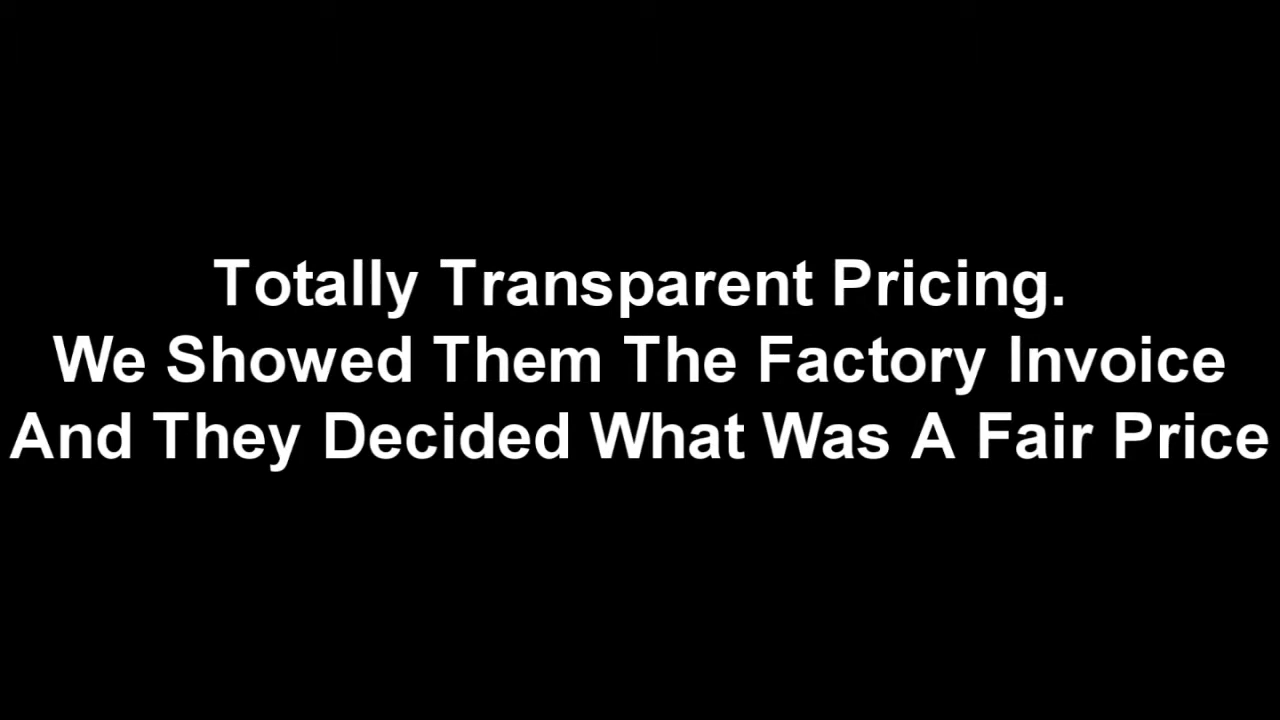 Totally Transparent Pricing.
We Showed Them The Factory Invoice
And They Decided What Was A Fair Price